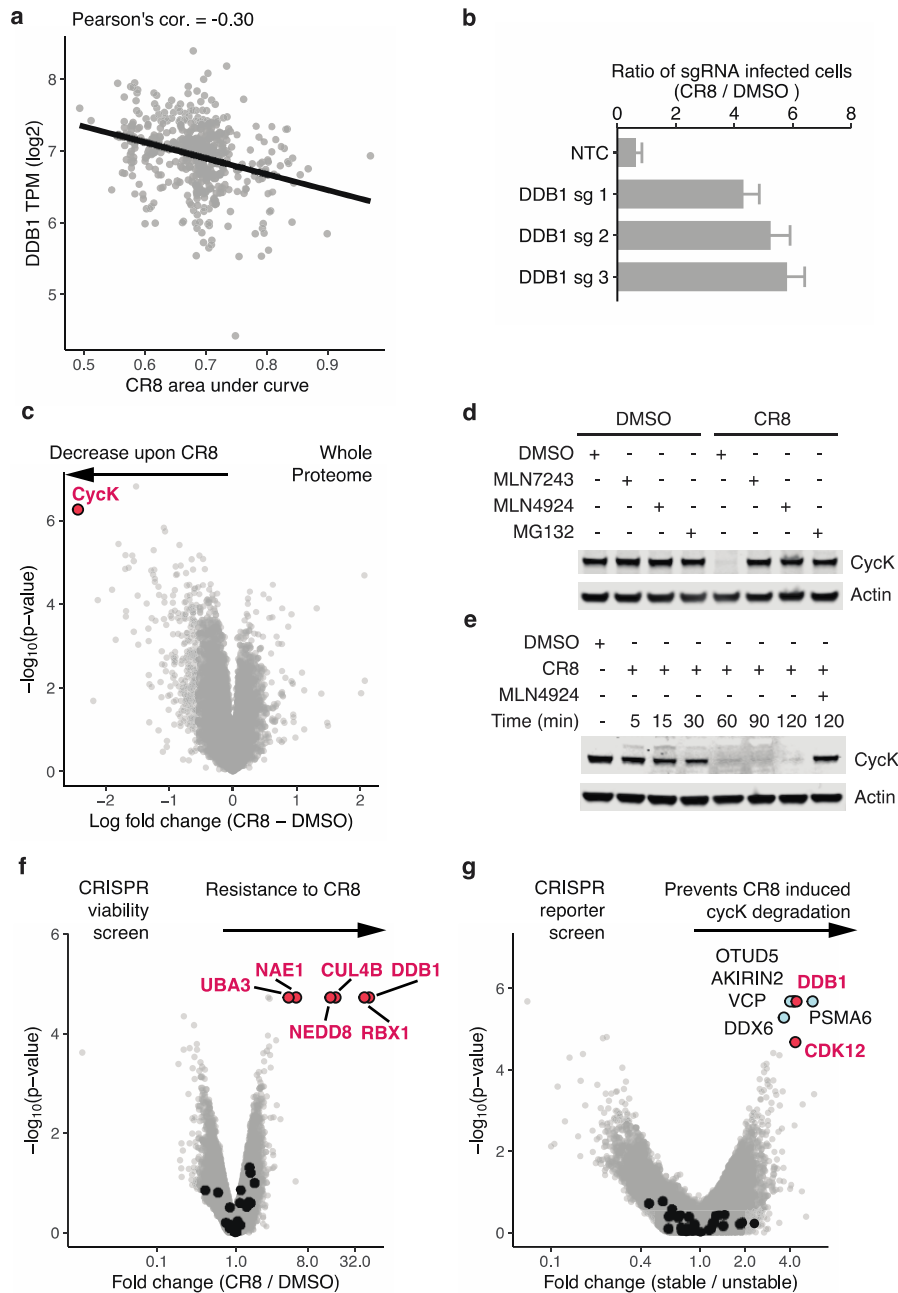 a
Pearson's cor. = -0.30
DDB1 TPM (log2)
8
7
6
5
0.5 0.6 0.7 0.8 0.9
CR8 area under curve
b
Ratio of sgRNA infected cells
(CR8 / DMSO )
0 2 4 6 8
NTC
DDB1 sg 1
DDB1 sg 2
DDB1 sg 3
c
Decrease upon CR8
Whole
Proteome
CycK
−log10(p−value)
6
4
2
0
−2 −1 0 1 2
Log fold change (CR8 − DMSO)
d
DMSO CR8
DMSO + - - - + - - -
MLN7243 - + - - - + - -
MLN4924 - - + - - - + -
MG132 - - - + - - - +
CycK
Actin
e
DMSO + - - - - - - -
CR8 - + + + + + + +
MLN4924 - - - - - - - +
Time (min) - 5 15 30 60 90 120 120
CycK
Actin
f
CRISPR
viability
screen
Resistance to CR8
NAE1 CUL4B DDB1
UBA3
NEDD8 RBX1
−log10(p−value)
6
4
2
0
0.1 1.0 8.0 32.0
Fold change (CR8 / DMSO)
g
CRISPR
reporter
screen
Prevents CR8 induced
cycK degradation
OTUD5
AKIRIN2 DDB1
VCP PSMA6
DDX6
CDK12
−log10(p−value)
6
4
2
0
0.1 0.4 1.0 2.0 4.0
Fold change (stable / unstable)